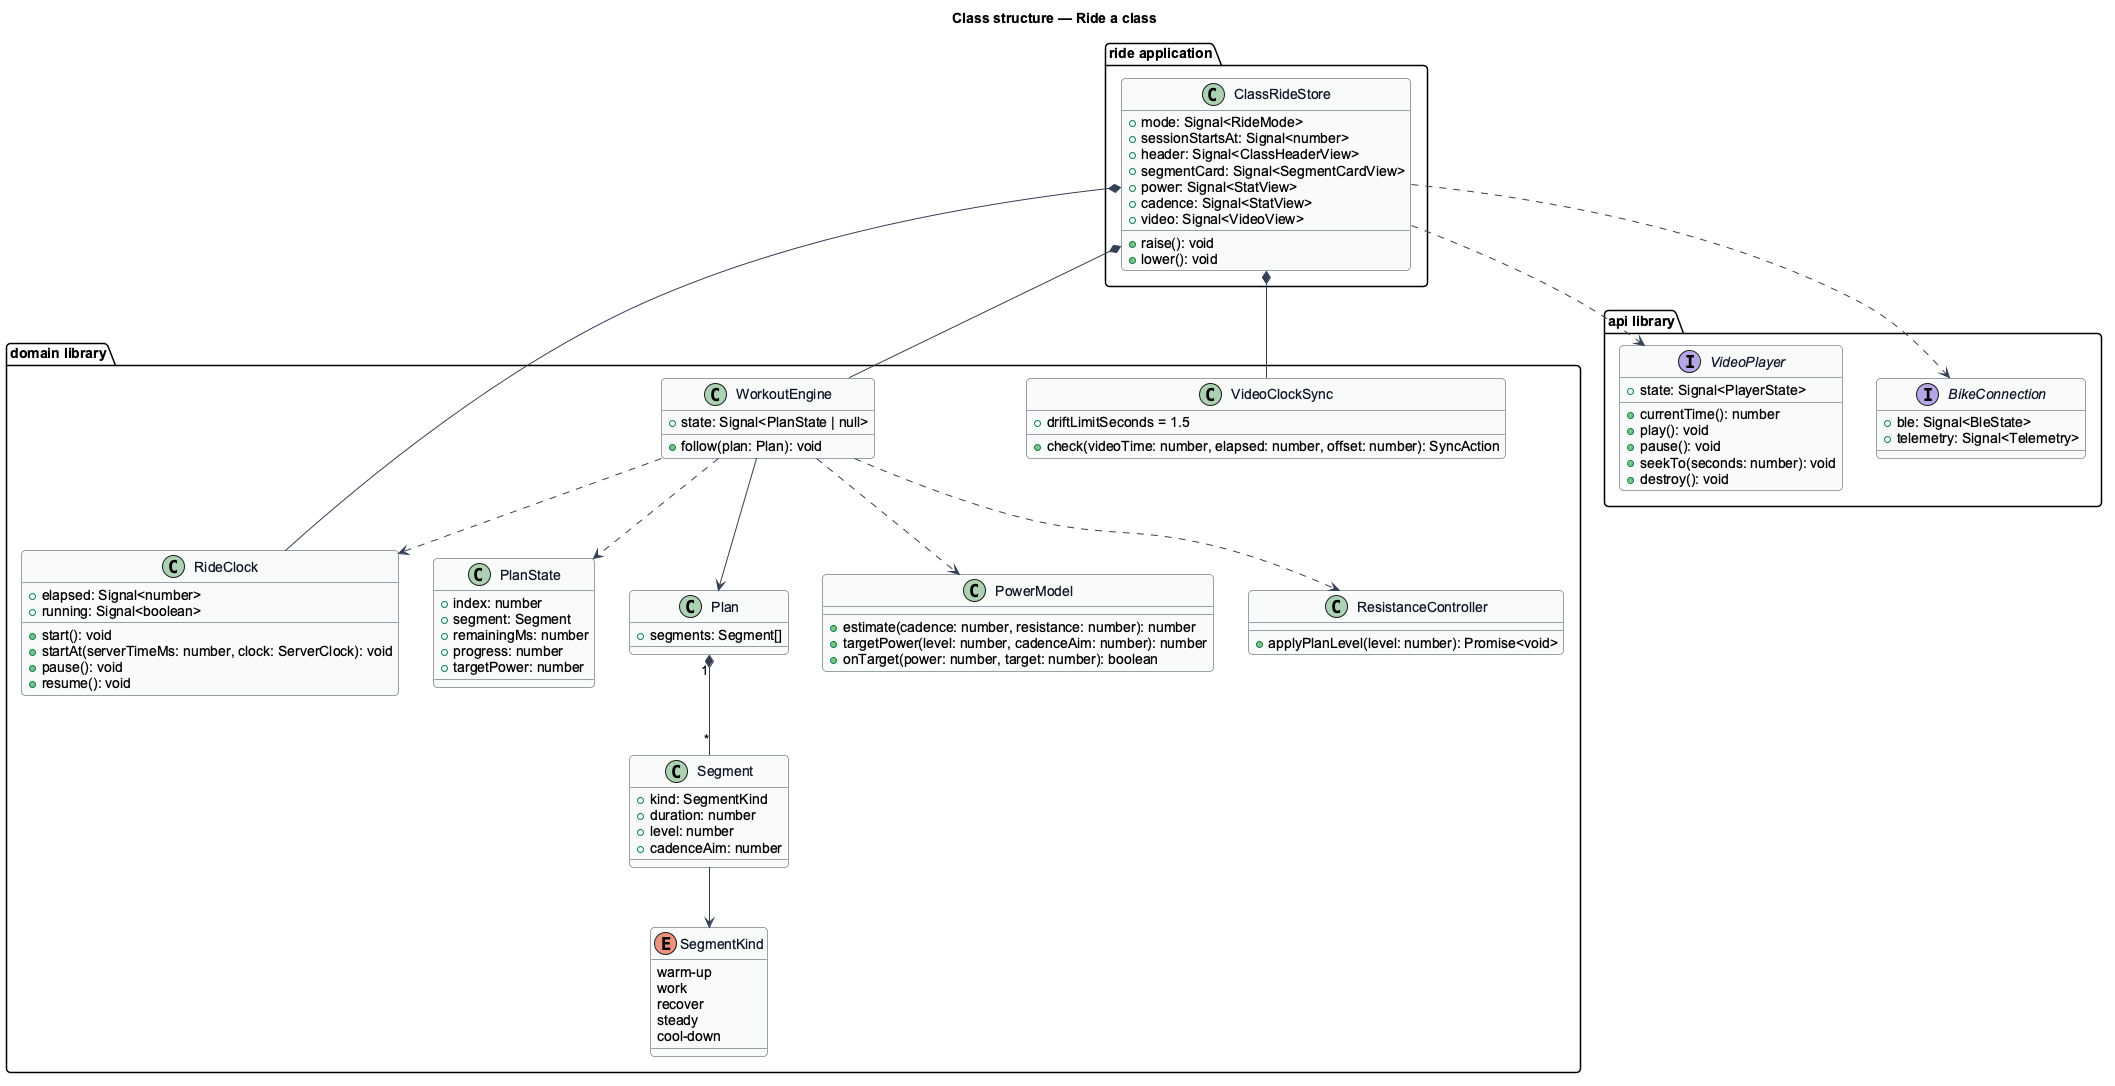 Class structure — Ride a class
ride application
C ClassRideStore
mode: Signal<RideMode>
sessionStartsAt: Signal<number>
header: Signal<ClassHeaderView>
segmentCard: Signal<SegmentCardView>
power: Signal<StatView>
cadence: Signal<StatView>
video: Signal<VideoView>
raise(): void
lower(): void
api library
I VideoPlayer
state: Signal<PlayerState>
currentTime(): number
play(): void
pause(): void
seekTo(seconds: number): void
destroy(): void
I BikeConnection
ble: Signal<BleState>
telemetry: Signal<Telemetry>
domain library
C WorkoutEngine
state: Signal<PlanState | null>
follow(plan: Plan): void
C VideoClockSync
driftLimitSeconds = 1.5
check(videoTime: number, elapsed: number, offset: number): SyncAction
C RideClock
elapsed: Signal<number>
running: Signal<boolean>
start(): void
startAt(serverTimeMs: number, clock: ServerClock): void
pause(): void
resume(): void
C PlanState
index: number
segment: Segment
remainingMs: number
progress: number
targetPower: number
C Plan
segments: Segment[]
C PowerModel
estimate(cadence: number, resistance: number): number
targetPower(level: number, cadenceAim: number): number
onTarget(power: number, target: number): boolean
C ResistanceController
applyPlanLevel(level: number): Promise<void>
1
*
C Segment
kind: SegmentKind
duration: number
level: number
cadenceAim: number
E SegmentKind
warm-up
work
recover
steady
cool-down